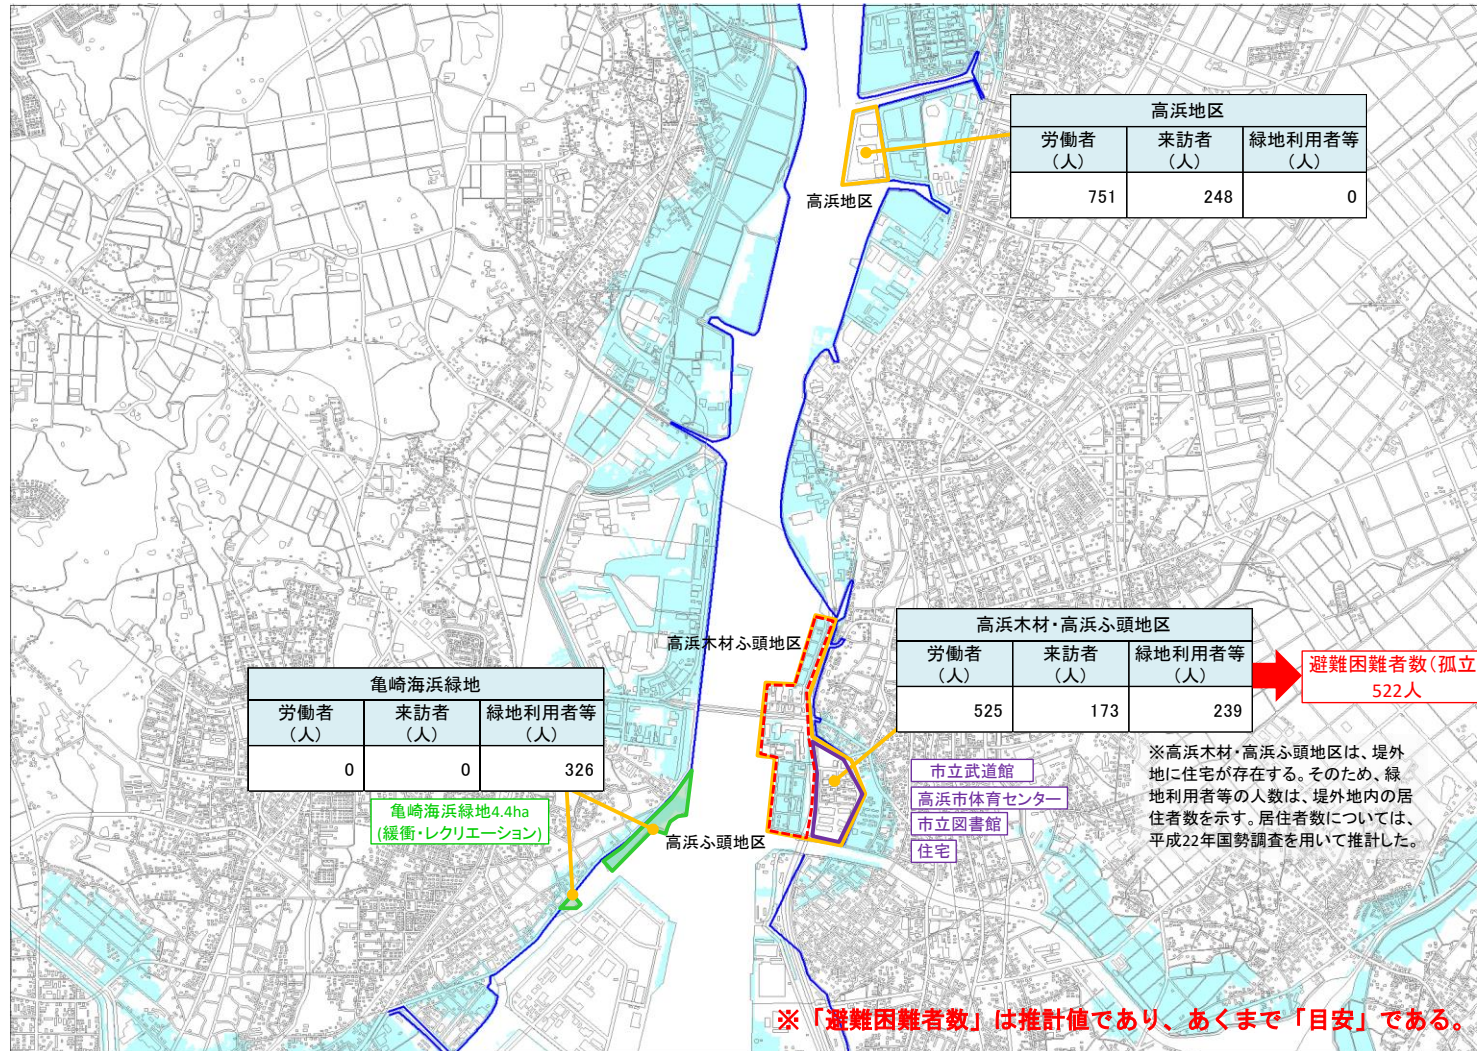 高浜地区
労働者 来訪者 緑地利用者等
(人) (人) (人)
751 248 0
高浜地区
高浜木材ふ頭地区
高浜木材・高浜ふ頭地区
労働者 来訪者 緑地利用者等
(人) (人) (人)
525 173 239
避難困難者数(孤立
522人
亀崎海浜緑地
労働者 来訪者 緑地利用者等
(人) (人) (人)
0 0 326
亀崎海浜緑地4.4ha
(緩衝・レクリエーション)
高浜ふ頭地区
市立武道館
高浜市体育センター
市立図書館
住宅
※高浜木材・高浜ふ頭地区は、堤外
地に住宅が存在する。そのため、緑
地利用者等の人数は、堤外地内の居
住者数を示す。居住者数については、
平成22年国勢調査を用いて推計した。
※「避難困難者数」は推計値であり、あくまで「目安」である。